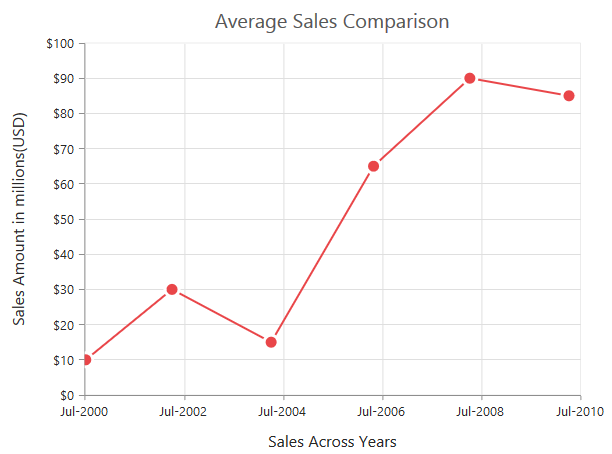 Average Sales Comparison
$100
$90
$80
$70
$60
$50
$40
$30
$20
$10
$0
Sales Amount in millions(USD)
Jul-2000 Jul-2002 Jul-2004 Jul-2006 Jul-2008 Jul-2010
Sales Across Years